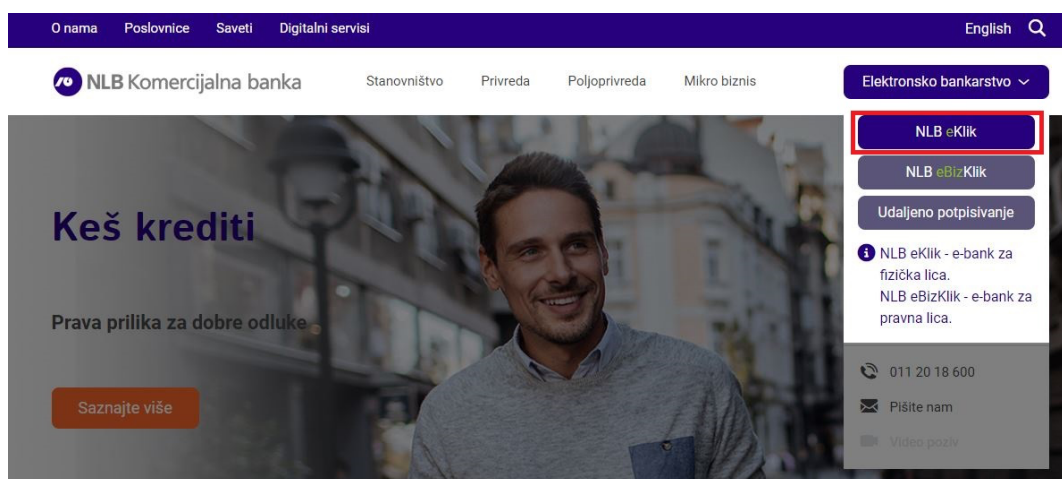 O nama Poslovnice Saveti Digitalni servisi English
NLB Komercijalna banka Stanovništvo Privreda Poljoprivreda Mikro biznis Elektronsko bankarstvo
NLB eKlik
NLB eBizKlik
Udaljeno potpisivanje
Keš krediti
NLB eKlik - e-bank za
fizička lica.
NLB eBizKlik - e-bank za
pravna lica.
Prava prilika za dobre odluke
011 20 18 600
Saznajte više
Pišite nam
Video poziv